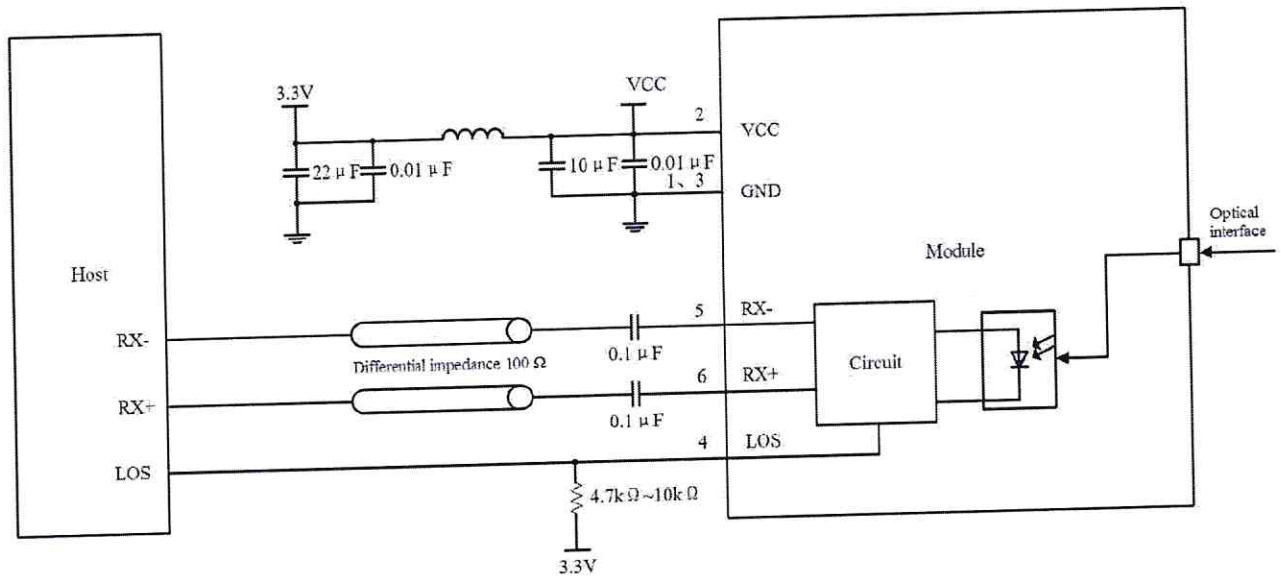 3.3V
VCC
2
VCC
22 μF
0.01 μF
10 μF
0.01 μF
1、3
GND
Optical
interface
Module
Host
RX-
5
RX-
0.1 μF
Differential impedance 100 Ω
Circuit
RX+
6
RX+
0.1 μF
LOS
4
LOS
4.7k Ω~10k Ω
3.3V